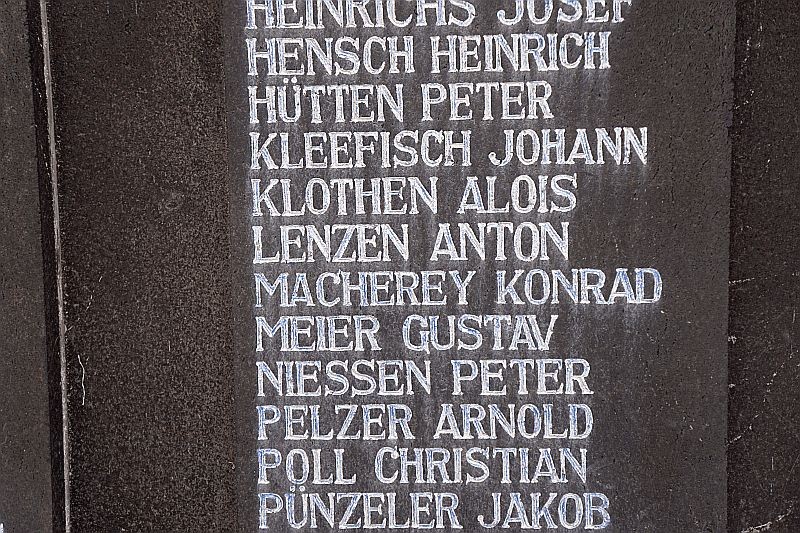 HEINRICHS JOSEF
HENSCH HEINRICH
HÜTTEN PETER
KLEEFISCH JOHANN
KLOTHEN ALOIS
LENZEN ANTON
MACHEREY KONRAD
MEIER GUSTAV
NIESSEN PETER
PELZER ARNOLD
POLL CHRISTIAN
PÜNZELER JAKOB